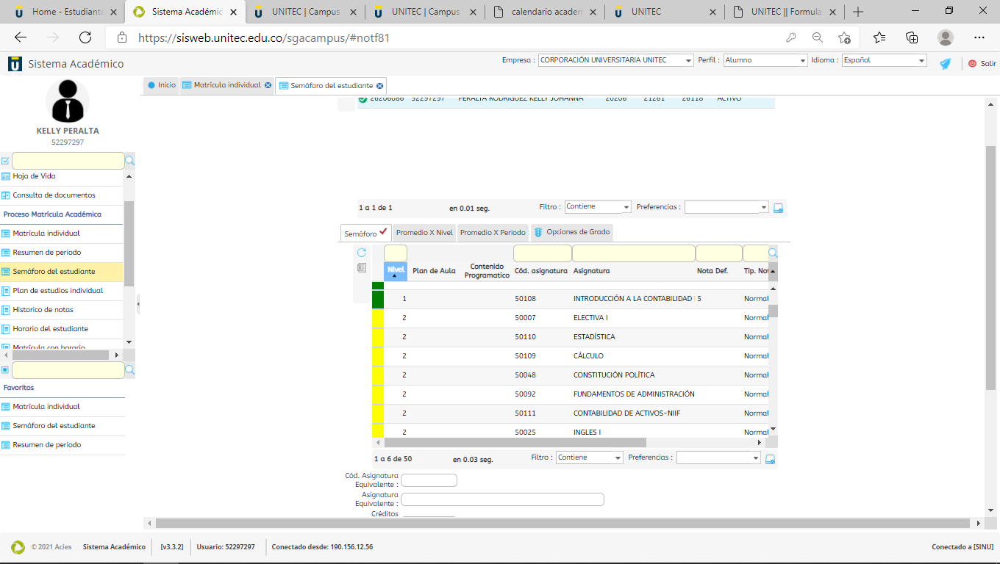 Home - Estudiante
Sistema Académic
UNITEC | Campus
UNITEC | Campus
calendario academ
UNITEC
UNITEC || Formula
https://sisweb.unitec.edu.co/sgacampus/#notf81
Sistema Académico
Empresa : CORPORACIÓN UNIVERSITARIA UNITEC Perfil : Alumno Idioma : Español Salir
Inicio Matrícula individual Semáforo del estudiante
KELLY PERALTA
52297297
Hoja de Vida
Consulta de documentos
Proceso Matrícula Académica
Matrícula individual
Resumen de periodo
Semáforo del estudiante
Plan de estudios individual
Historico de notas
Horario del estudiante
Matrícula con horario
Favoritos
Matrícula individual
Semáforo del estudiante
Resumen de periodo
26206086 52297297 PERALTA RODRIGUEZ KELLY JOHANNA 20206 21261 26118 ACTIVO
1 a 1 de 1 en 0.01 seg. Filtro : Contiene Preferencias :
Semáforo Promedio X Nivel Promedio X Periodo Opciones de Grado
Nivel Plan de Aula Contenido Programatico Cód. asignatura Asignatura Nota Def. Tip. Not
1 50108 INTRODUCCIÓN A LA CONTABILIDAD 5 Normal
2 50007 ELECTIVA I Normal
2 50110 ESTADÍSTICA Normal
2 50109 CÁLCULO Normal
2 50048 CONSTITUCIÓN POLÍTICA Normal
2 50092 FUNDAMENTOS DE ADMINISTRACIÓN Normal
2 50111 CONTABILIDAD DE ACTIVOS-NIIF Normal
2 50025 INGLES I Normal
1 a 6 de 50 en 0.03 seg. Filtro : Contiene Preferencias :
Cód. Asignatura
Equivalente :
Asignatura
Equivalente :
Créditos
© 2021 Acies Sistema Académico [v3.3.2] Usuario: 52297297 Conectado desde: 190.156.12.56 Conectado a [SINU]